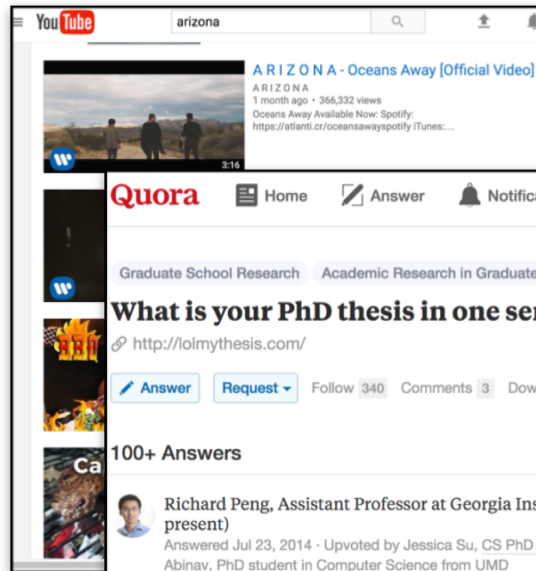 YouTube
arizona
A R I Z O N A - Oceans Away [Official Video]
A R I Z O N A
1 month ago • 366,332 views
Oceans Away Available Now: Spotify:
https://atlanti.cr/oceansawayspotify iTunes:...
3:16
Quora Home Answer Notifica
Graduate School Research Academic Research in Graduate
What is your PhD thesis in one se
http://lolmythesis.com/
Answer Request Follow 340 Comments 3 Dow
100+ Answers
Ca
Richard Peng, Assistant Professor at Georgia Ins
present)
Answered Jul 23, 2014 · Upvoted by Jessica Su, CS PhD
Abinav, PhD student in Computer Science from UMD